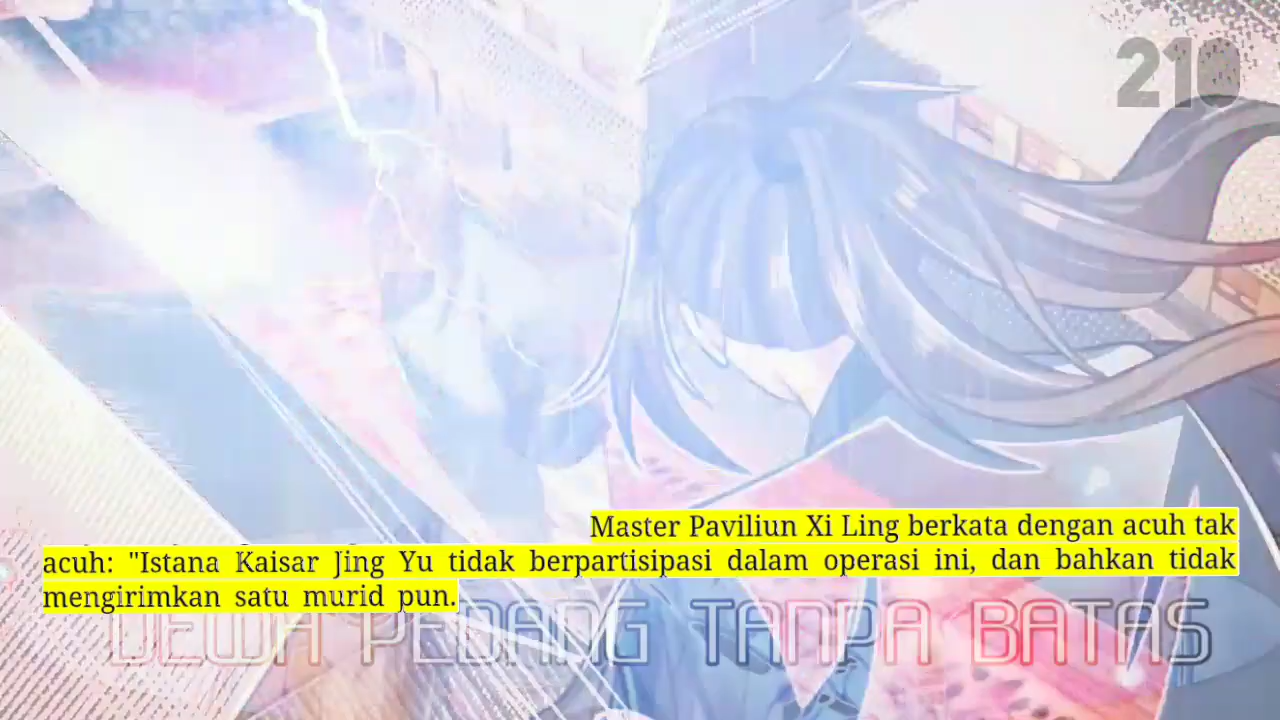 210
Master Paviliun Xi Ling berkata dengan acuh tak
acuh: "Istana Kaisar Jing Yu tidak berpartisipasi dalam operasi ini, dan bahkan tidak
mengirimkan satu murid pun.
DEWA PEDANG TANPA BATAS